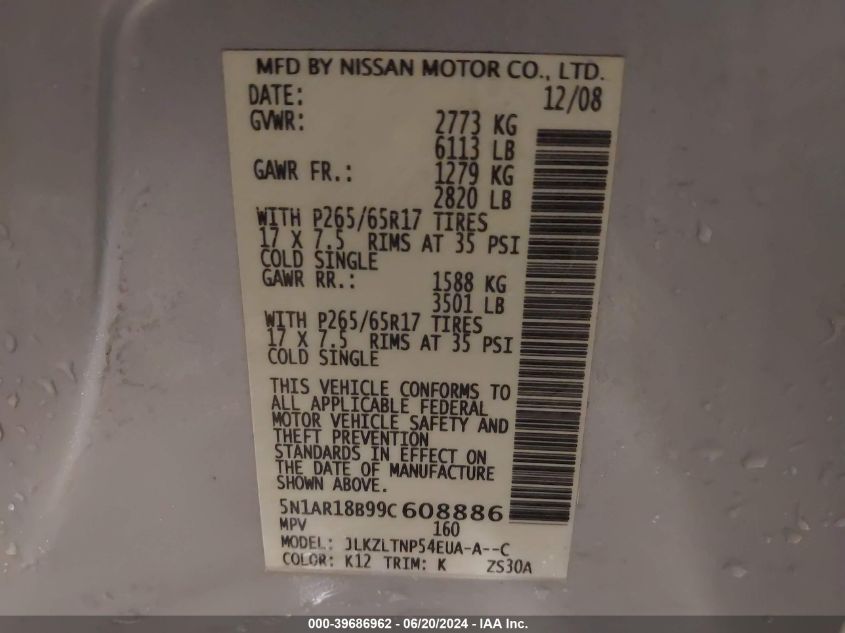 MFD BY NISSAN MOTOR CO., LTD.
DATE: 12/08
GVWR: 2773 KG
6113 LB
GAWR FR.: 1279 KG
2820 LB
WITH P265/65R17 TIRES
17 X 7.5 RIMS AT 35 PSI
COLD SINGLE
GAWR RR.: 1588 KG
3501 LB
WITH P265/65R17 TIRES
17 X 7.5 RIMS AT 35 PSI
COLD SINGLE
THIS VEHICLE CONFORMS TO
ALL APPLICABLE FEDERAL
MOTOR VEHICLE SAFETY AND
THEFT PREVENTION
STANDARDS IN EFFECT ON
THE DATE OF MANUFACTURE
SHOWN ABOVE.
5N1AR18B99C608886
MPV 160
MODEL: JLKZLTNP54EUA-A--C
COLOR: K12 TRIM: K ZS30A
000-39686962 - 06/20/2024 - IAA Inc.